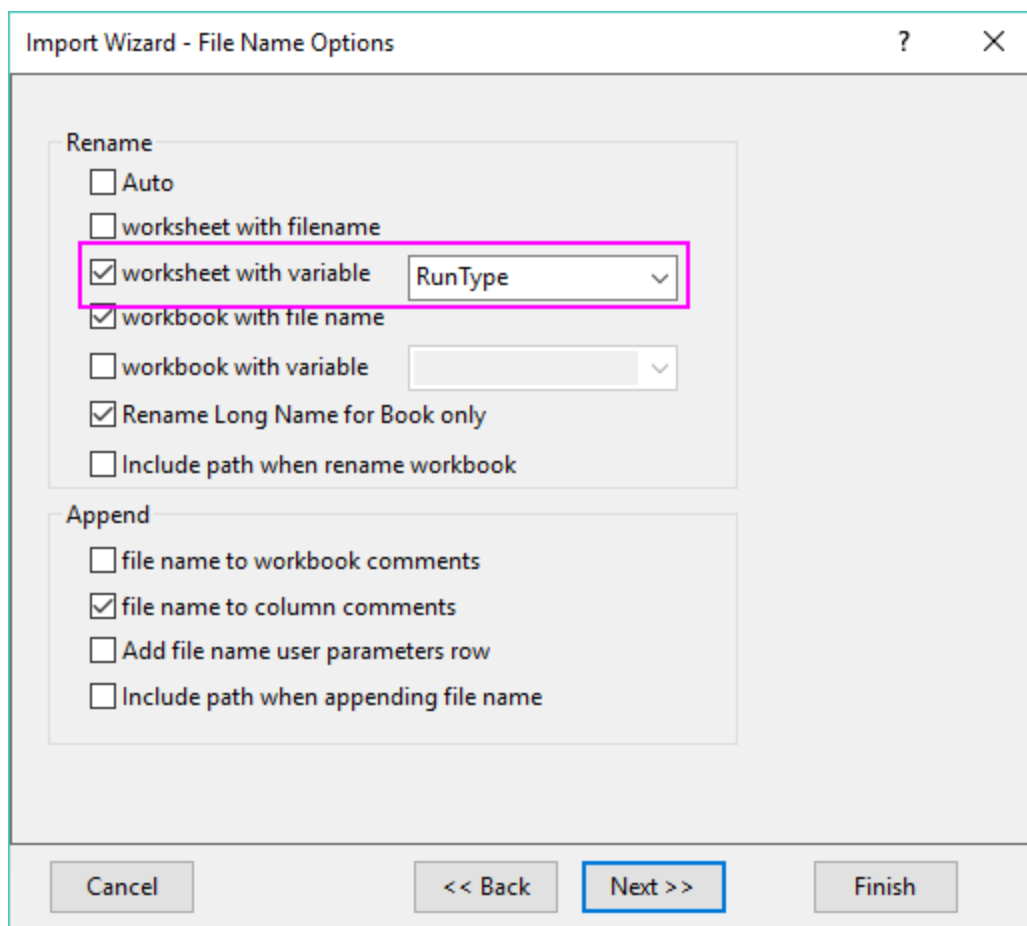 Import Wizard - File Name Options ?
Rename
Auto
worksheet with filename
worksheet with variable RunType
workbook with file name
workbook with variable
Rename Long Name for Book only
Include path when rename workbook
Append
file name to workbook comments
file name to column comments
Add file name user parameters row
Include path when appending file name
Cancel << Back Next >> Finish